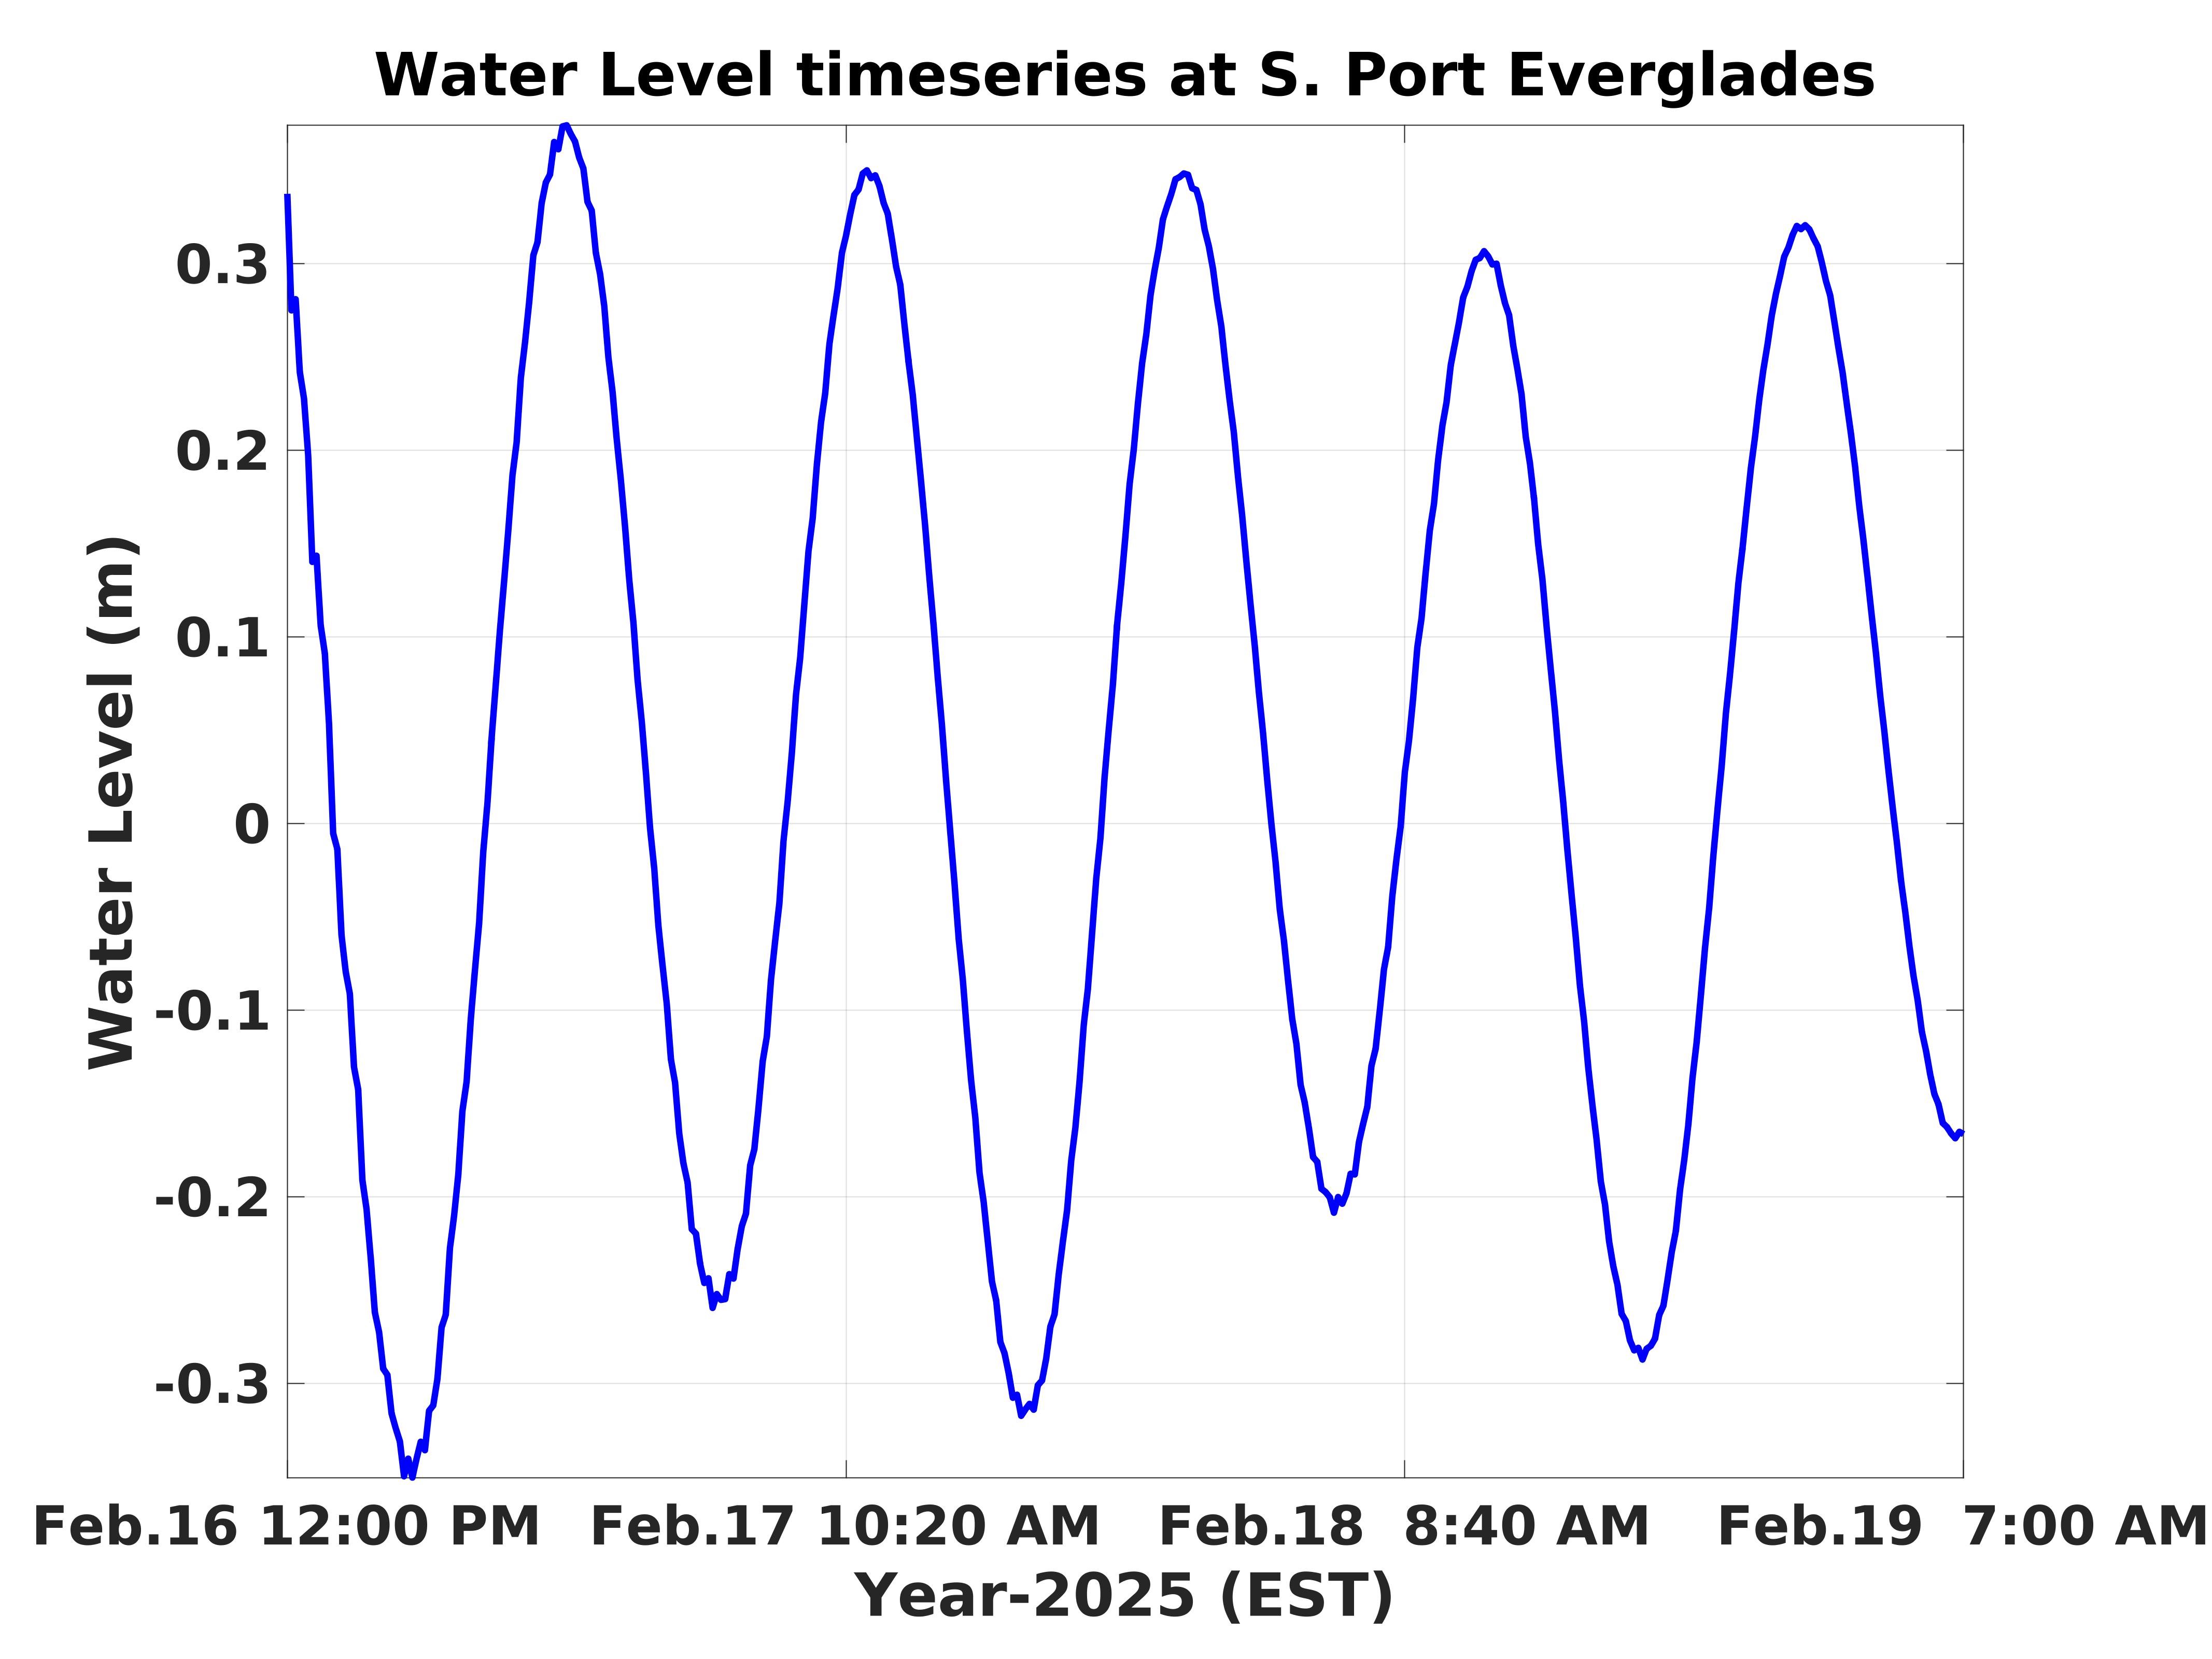 Water Level timeseries at S. Port Everglades
Water Level (m)
0.3
0.2
0.1
0
-0.1
-0.2
-0.3
Feb.16 12:00 PM Feb.17 10:20 AM Feb.18 8:40 AM Feb.19 7:00 AM
Year-2025 (EST)